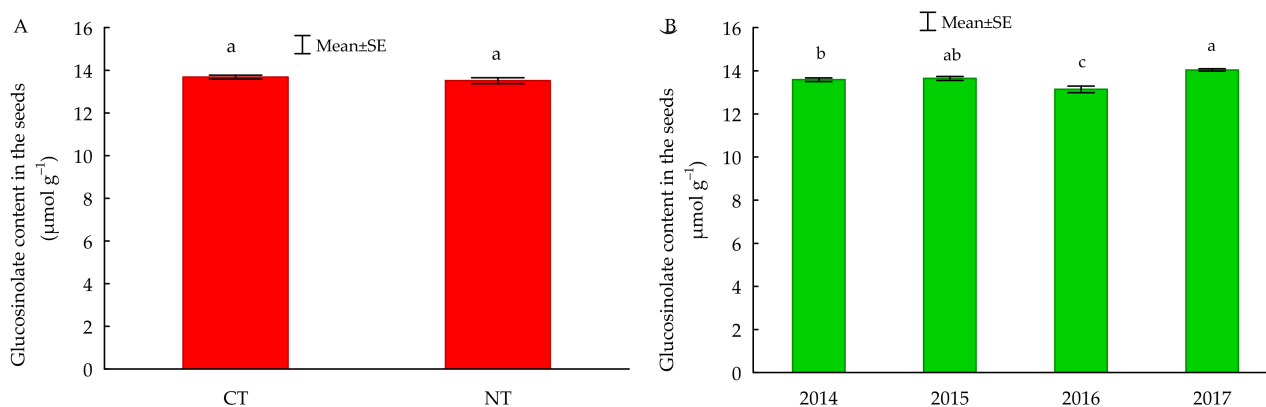 A
Mean±SE
a
a
Glucosinolate content in the seeds
(μmol g⁻¹)
16
14
12
10
8
6
4
2
0
CT
NT
B)
Mean±SE
b
ab
c
a
Glucosinolate content in the seeds
μmol g⁻¹)
16
14
12
10
8
6
4
2
0
2014
2015
2016
2017